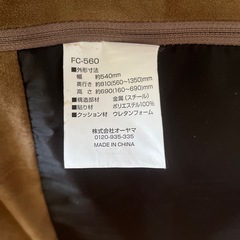 FC-560
■外形寸法
幅 約540mm
奥行き 約810(560~1350)mm
高さ 約690(160~690)mm
■構造部材 金属(スチール)
■貼り材 ポリエステル100%
■クッション材 ウレタンフォーム
株式会社オーヤマ
0120-935-335
MADE IN CHINA